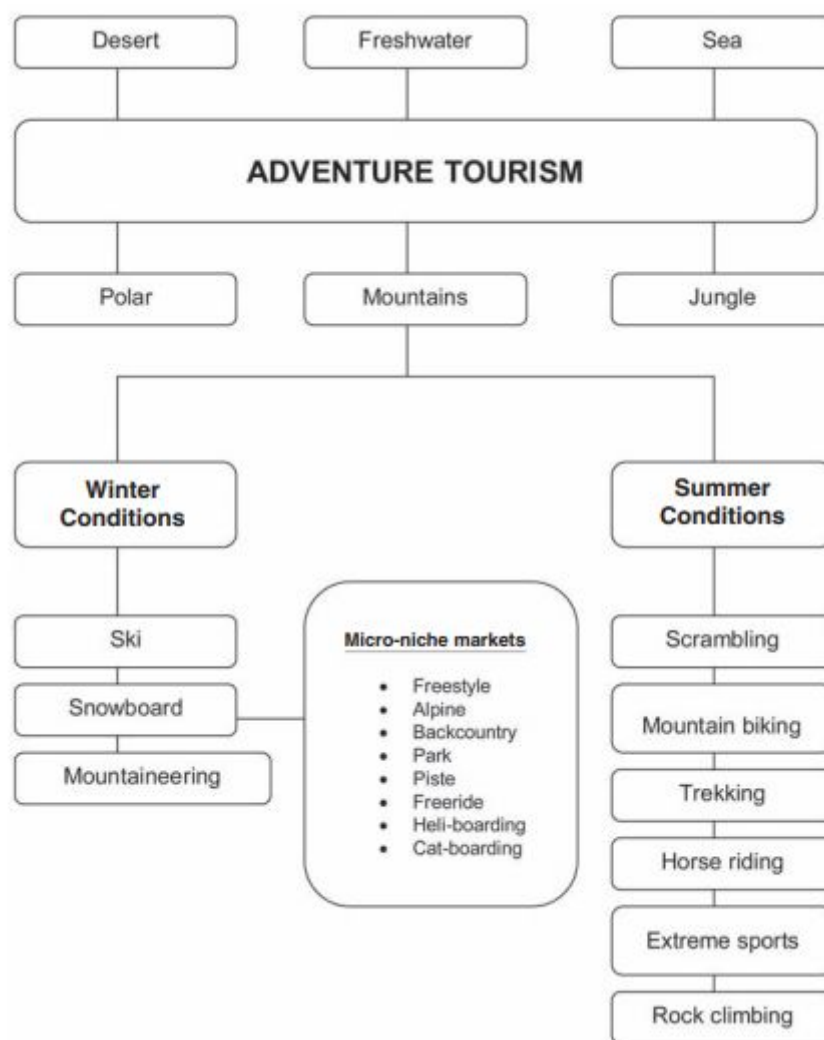 Desert
Freshwater
Sea
ADVENTURE TOURISM
Polar
Mountains
Jungle
Winter
Conditions
Summer
Conditions
Ski
Snowboard
Mountaineering
Micro-niche markets
• Freestyle
• Alpine
• Backcountry
• Park
• Piste
• Freeride
• Heli-boarding
• Cat-boarding
Scrambling
Mountain biking
Trekking
Horse riding
Extreme sports
Rock climbing